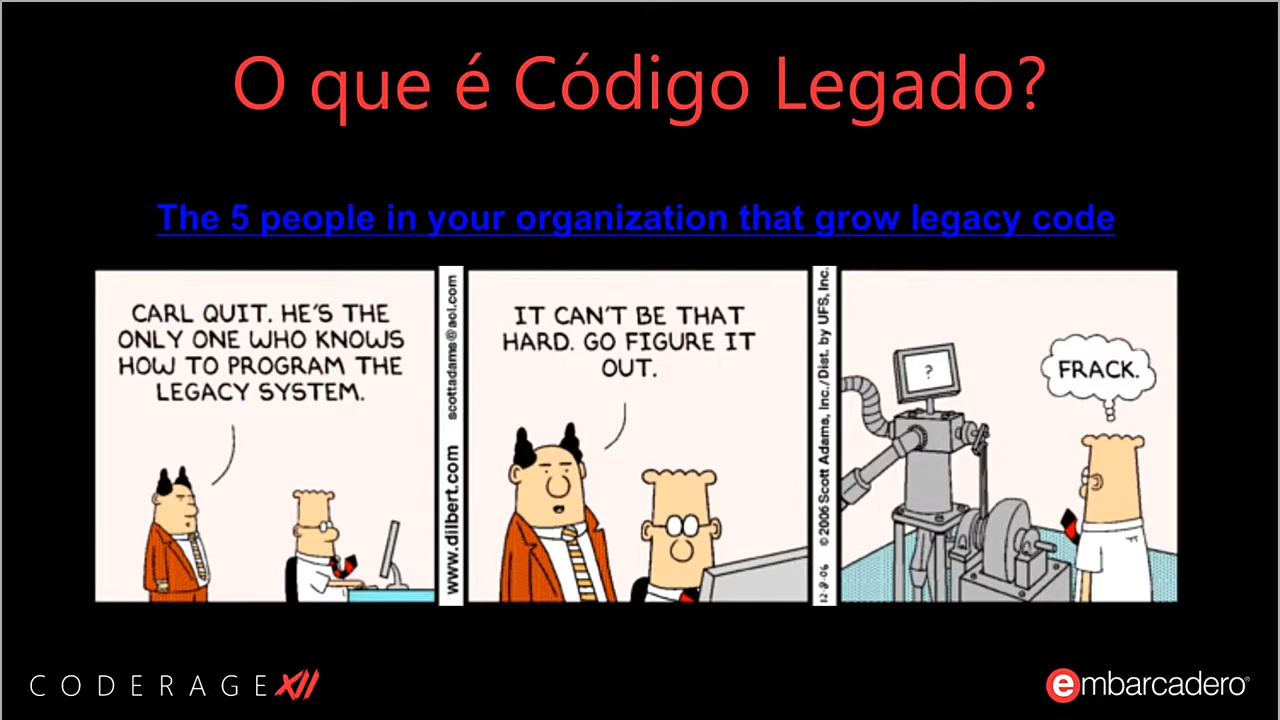 O que é Código Legado?
The 5 people in your organization that grow legacy code
CARL QUIT. HE'S THE
ONLY ONE WHO KNOWS
HOW TO PROGRAM THE
LEGACY SYSTEM.
www.dilbert.com scottadams@aol.com
IT CAN'T BE THAT
HARD. GO FIGURE IT
OUT.
12-9-06 © 2006 Scott Adams, Inc./Dist. by UFS, Inc.
?
FRACK.
CODERAGE XII
embarcadero®